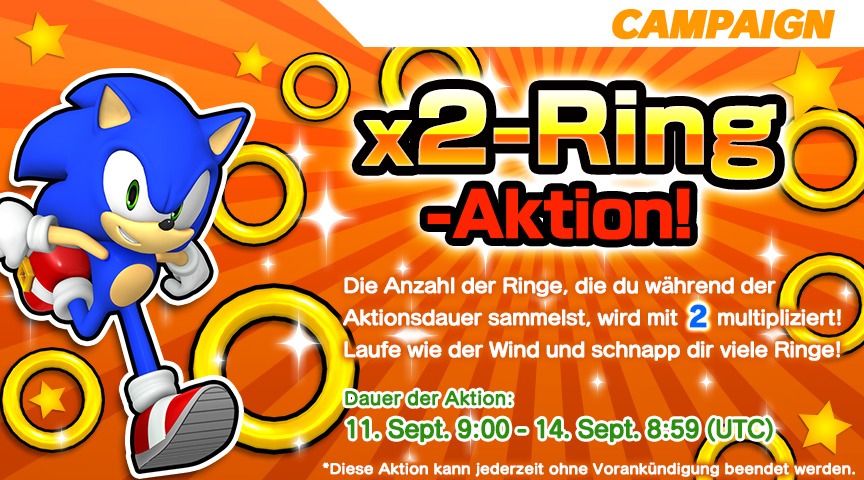 CAMPAIGN
x2-Ring
-Aktion!
Die Anzahl der Ringe, die du während der
Aktionsdauer sammelst, wird mit 2 multipliziert!
Laufe wie der Wind und schnapp dir viele Ringe!
Dauer der Aktion:
11. Sept. 9:00 - 14. Sept. 8:59 (UTC)
*Diese Aktion kann jederzeit ohne Vorankündigung beendet werden.